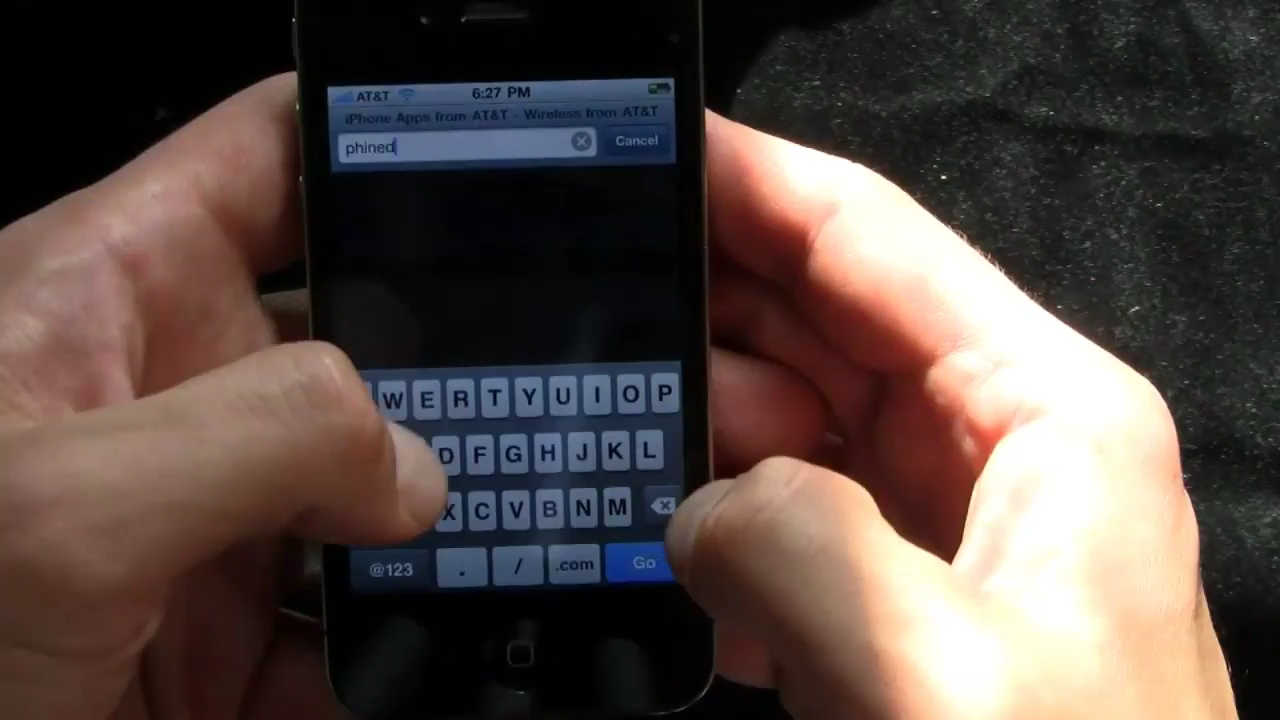 AT&T 6:27 PM
iPhone Apps from AT&T - Wireless from AT&T
phined Cancel
W E R T Y U I O P
D F G H J K L
X C V B N M
@123 . / .com Go